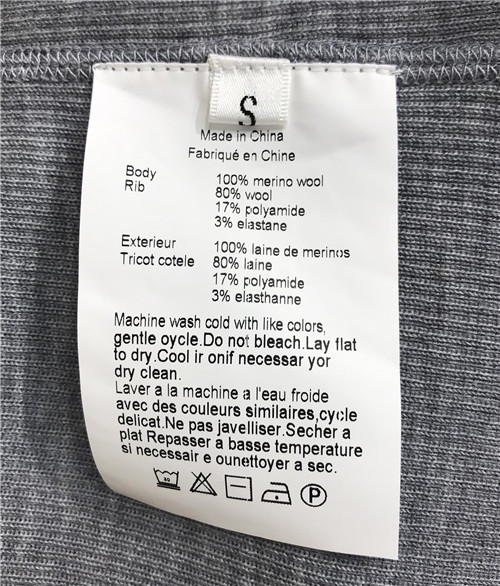 S
Made in China
Fabriqué en Chine
Body 100% merino wool
Rib 80% wool
17% polyamide
3% elastane
Exterieur 100% laine de merinos
Tricot cotele 80% laine
17% polyamide
3% elasthanne
Machine wash cold with like colors,
gentle oycle.Do not bleach.Lay flat
to dry.Cool ir onif necessar yor
dry clean.
Laver a la machine a l'eau froide
avec des couleurs similaires,cycle
delicat.Ne pas javelliser.Secher a
plat Repasser a basse temperature
si necessair e ounettoyer a sec.
P